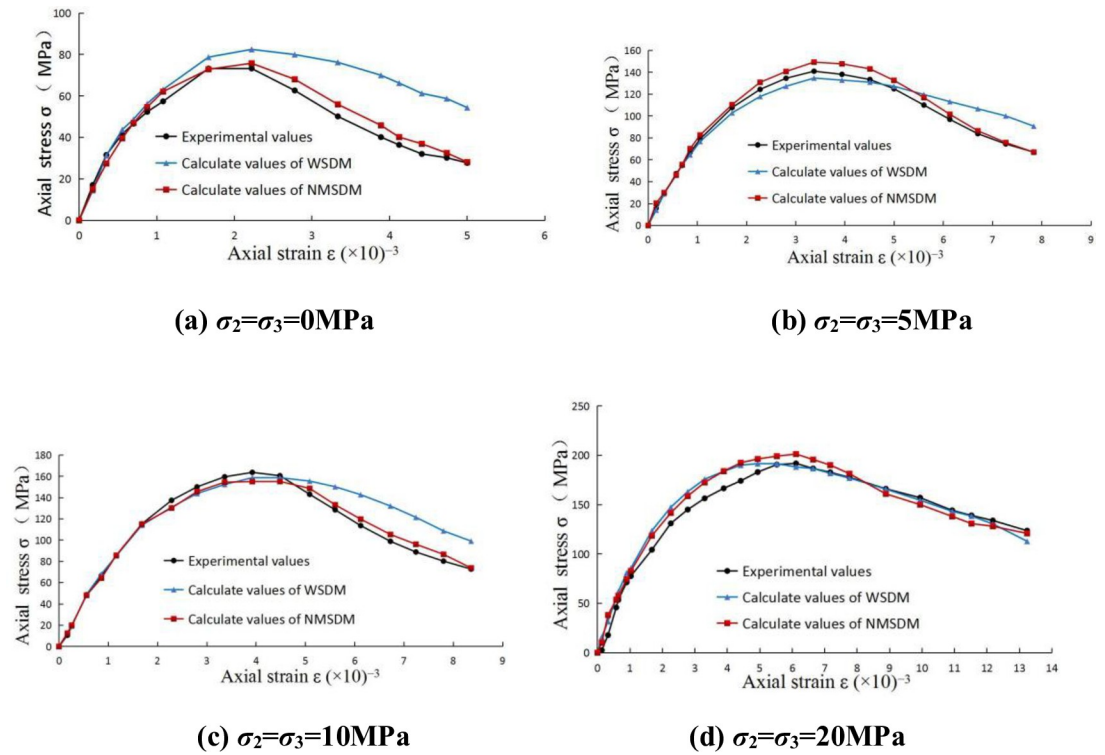 100
80
60
40
20
0
Axial stress σ （MPa）
Experimental values
Calculate values of WSDM
Calculate values of NMSDM
0 1 2 3 4 5 6
Axial strain ε (×10)⁻³
(a) σ₂=σ₃=0MPa
160
140
120
100
80
60
40
20
0
Axial stress σ （MPa）
Experimental values
Calculate values of WSDM
Calculate values of NMSDM
0 1 2 3 4 5 6 7 8 9
Axial strain ε (×10)⁻³
(b) σ₂=σ₃=5MPa
180
160
140
120
100
80
60
40
20
0
Axial stress σ （MPa）
Experimental values
Calculate values of WSDM
Calculate values of NMSDM
0 1 2 3 4 5 6 7 8 9
Axial strain ε (×10)⁻³
(c) σ₂=σ₃=10MPa
250
200
150
100
50
0
Axial stress σ （MPa）
Experimental values
Calculate values of WSDM
Calculate values of NMSDM
0 1 2 3 4 5 6 7 8 9 10 11 12 13 14
Axial strain ε (×10)⁻³
(d) σ₂=σ₃=20MPa